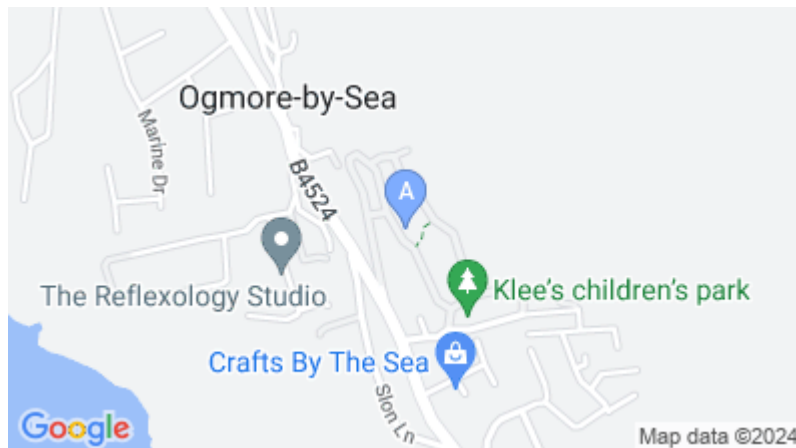 Ogmore-by-Sea
Marine Dr
B4524
A
The Reflexology Studio
Klee's children's park
Crafts By The Sea
Slon Ln
Google
Map data ©2024